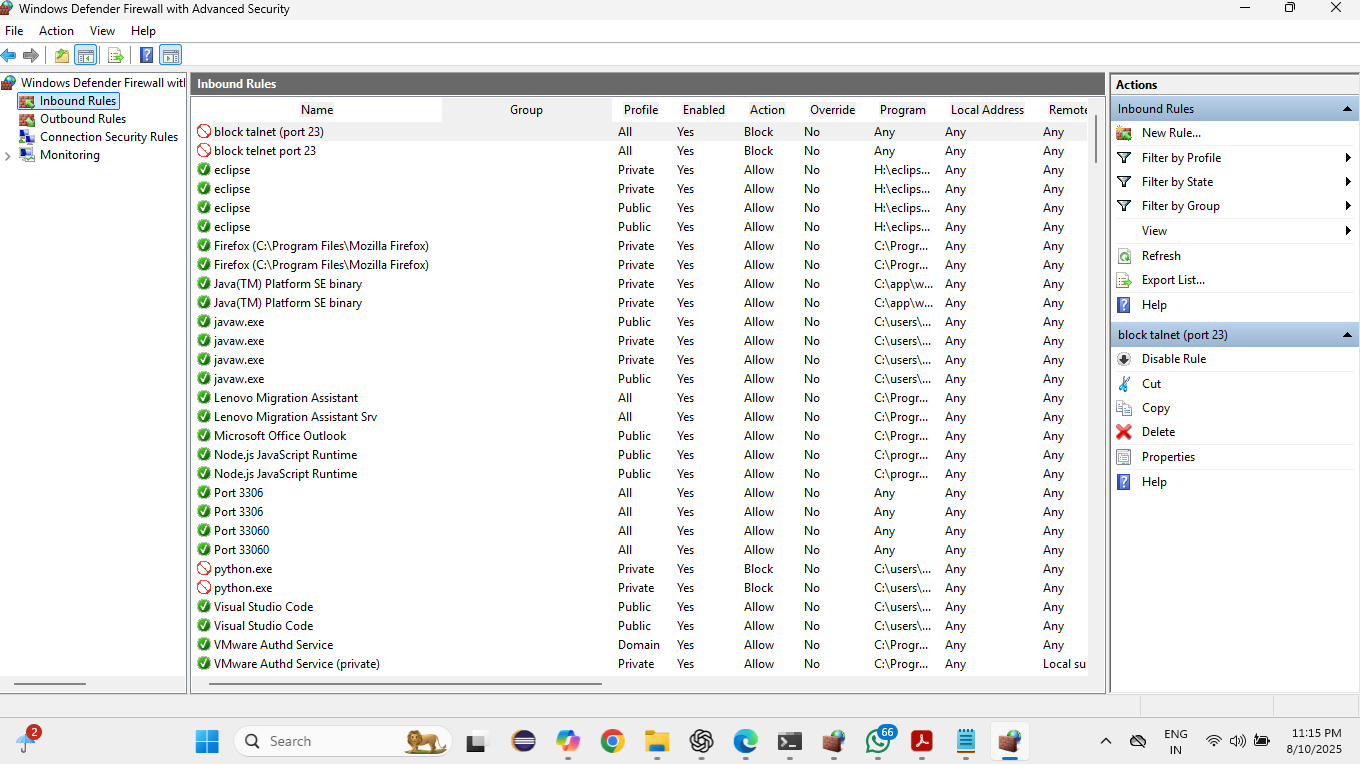 Windows Defender Firewall with Advanced Security
File Action View Help
Windows Defender Firewall with
Inbound Rules
Outbound Rules
Connection Security Rules
Monitoring
Inbound Rules
Name Group Profile Enabled Action Override Program Local Address Remote
block talnet (port 23) All Yes Block No Any Any Any
block telnet port 23 All Yes Block No Any Any Any
eclipse Private Yes Allow No H:\eclips... Any Any
eclipse Private Yes Allow No H:\eclips... Any Any
eclipse Public Yes Allow No H:\eclips... Any Any
eclipse Public Yes Allow No H:\eclips... Any Any
Firefox (C:\Program Files\Mozilla Firefox) Private Yes Allow No C:\Progr... Any Any
Firefox (C:\Program Files\Mozilla Firefox) Private Yes Allow No C:\Progr... Any Any
Java(TM) Platform SE binary Private Yes Allow No C:\app\w... Any Any
Java(TM) Platform SE binary Private Yes Allow No C:\app\w... Any Any
javaw.exe Public Yes Allow No C:\users\... Any Any
javaw.exe Private Yes Allow No C:\users\... Any Any
javaw.exe Private Yes Allow No C:\users\... Any Any
javaw.exe Public Yes Allow No C:\users\... Any Any
Lenovo Migration Assistant All Yes Allow No C:\Progr... Any Any
Lenovo Migration Assistant Srv All Yes Allow No C:\Progr... Any Any
Microsoft Office Outlook Public Yes Allow No C:\Progr... Any Any
Node.js JavaScript Runtime Public Yes Allow No C:\progr... Any Any
Node.js JavaScript Runtime Public Yes Allow No C:\progr... Any Any
Port 3306 All Yes Allow No Any Any Any
Port 3306 All Yes Allow No Any Any Any
Port 33060 All Yes Allow No Any Any Any
Port 33060 All Yes Allow No Any Any Any
python.exe Private Yes Block No C:\users\... Any Any
python.exe Private Yes Block No C:\users\... Any Any
Visual Studio Code Public Yes Allow No C:\users\... Any Any
Visual Studio Code Public Yes Allow No C:\users\... Any Any
VMware Authd Service Domain Yes Allow No C:\Progr... Any Any
VMware Authd Service (private) Private Yes Allow No C:\Progr... Any Local su
Actions
Inbound Rules
New Rule...
Filter by Profile
Filter by State
Filter by Group
View
Refresh
Export List...
Help
block talnet (port 23)
Disable Rule
Cut
Copy
Delete
Properties
Help
2
Search
66
ENG
IN
11:15 PM
8/10/2025